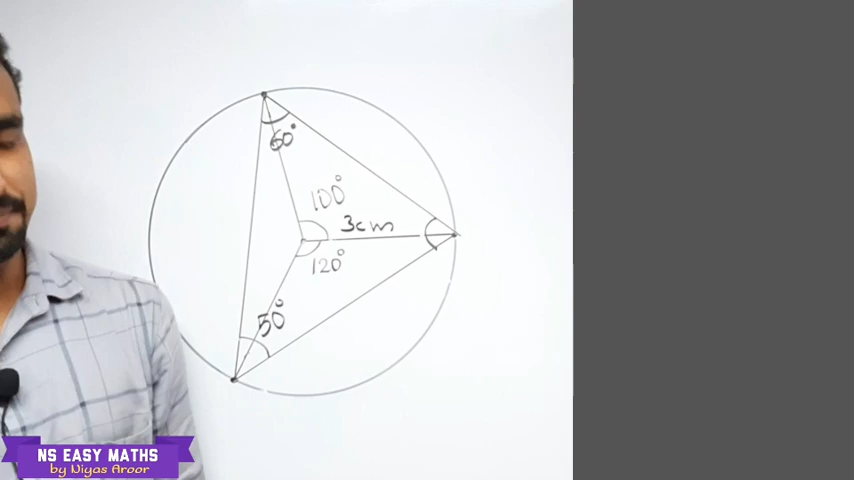 60°
100°
3cm
120°
50°
NS EASY MATHS
by Niyas Aroor